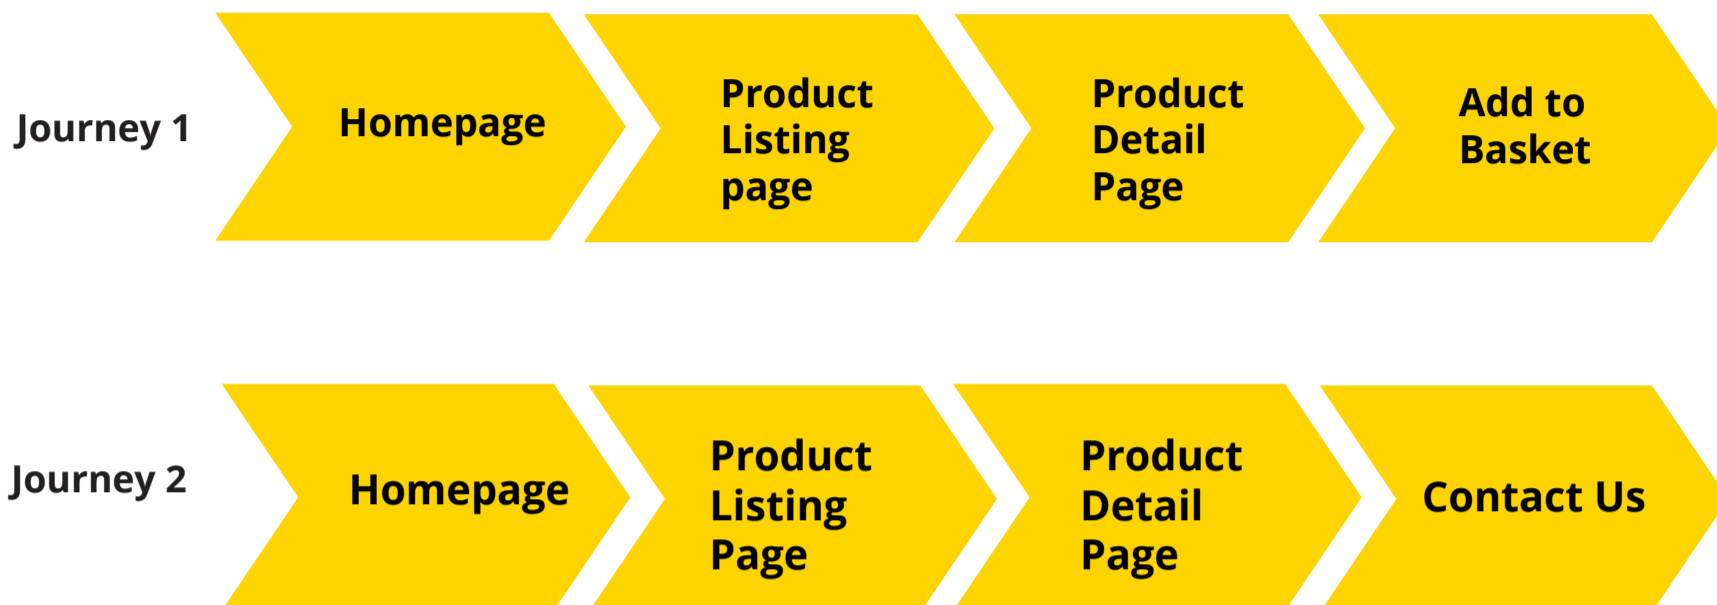 Journey 1
Homepage
Product
Listing
page
Product
Detail
Page
Add to
Basket
Journey 2
Homepage
Product
Listing
Page
Product
Detail
Page
Contact Us